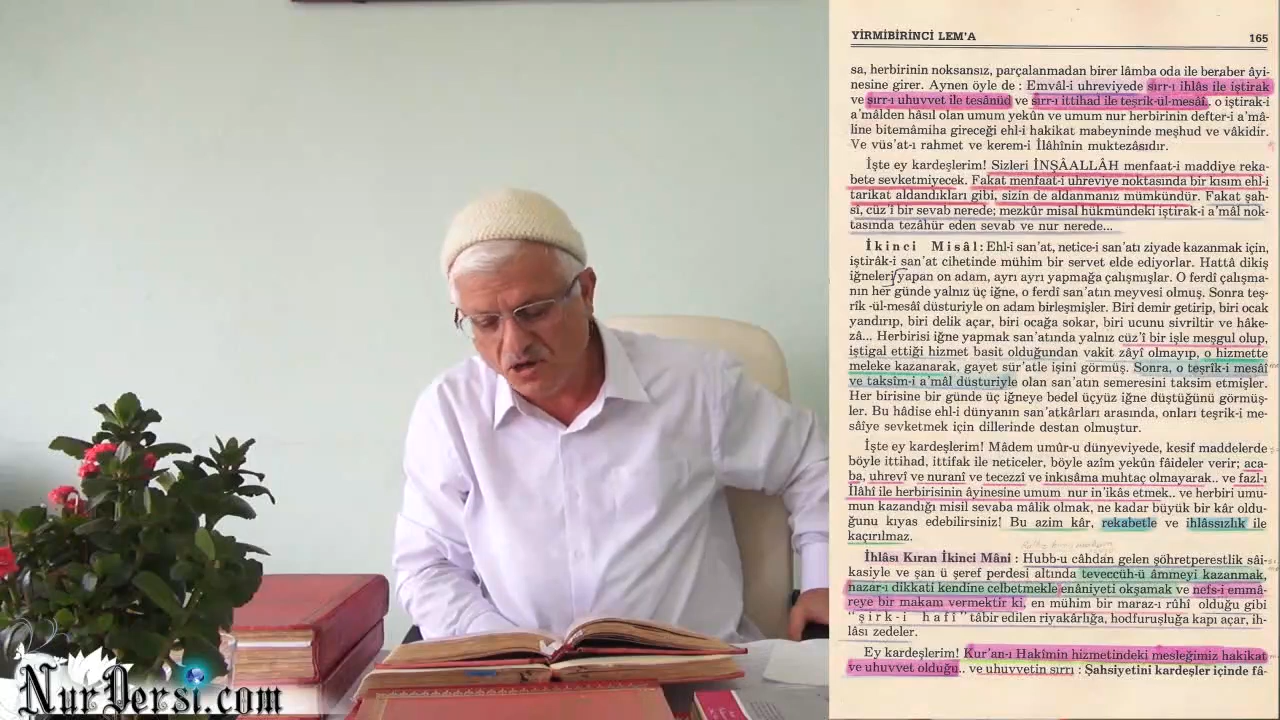 YİRMİBİRİNCİ LEM'A 165
sa, herbirinin noksansız, parçalanmadan birer lâmba oda ile beraber âyi-
nesine girer. Aynen öyle de : Emvâl-i uhreviyede sırr-ı ihlâs ile iştirak
ve sırr-ı uhuvvet ile tesânüd ve sırr-ı ittihad ile teşrik-ül-mesâî.. o iştirak-i
a'mâlden hâsıl olan umum yekûn ve umum nur herbirinin defter-i a'mâ-
line bitemâmiha gireceği ehl-i hakikat mabeyninde meşhud ve vâkidir.
Ve vüs'at-ı rahmet ve kerem-i İlâhînin muktezâsıdır.
İşte ey kardeşlerim! Sizleri İNŞÂALLÂH menfaat-i maddiye reka-
bete sevketmiyecek. Fakat menfaat-i uhreviye noktasında bir kısım ehl-i
tarikat aldandıkları gibi, sizin de aldanmanız mümkündür. Fakat şah-
sî, cüz'î bir sevab nerede; mezkûr misal hükmündeki iştirak-i a'mâl nok-
tasında tezâhür eden sevab ve nur nerede...
İkinci Misâl: Ehl-i san'at, netice-i san'atı ziyade kazanmak için,
iştirâk-i san'at cihetinde mühim bir servet elde ediyorlar. Hattâ dikiş
iğneleri yapan on adam, ayrı ayrı yapmağa çalışmışlar. O ferdî çalışma-
nın her günde yalnız üç iğne, o ferdî san'atın meyvesi olmuş. Sonra teş-
rîk -ül-mesâî düsturiyle on adam birleşmişler. Biri demir getirip, biri ocak
yandırıp, biri delik açar, biri ocağa sokar, biri ucunu sivriltir ve hâke-
zâ... Herbirisi iğne yapmak san'atında yalnız cüz'î bir işle meşgul olup,
iştigal ettiği hizmet basit olduğundan vakit zâyî olmayıp, o hizmette
meleke kazanarak, gayet sür'atle işini görmüş. Sonra, o teşrîk-i mesâî
ve taksîm-i a'mâl düsturiyle olan san'atın semeresini taksim etmişler.
Her birisine bir günde üç iğneye bedel üçyüz iğne düştüğünü görmüş-
ler. Bu hâdise ehl-i dünyanın san'atkârları arasında, onları teşrik-i me-
sâîye sevketmek için dillerinde destan olmuştur.
İşte ey kardeşlerim! Mâdem umûr-u dünyeviyede, kesif maddelerde
böyle ittihad, ittifak ile neticeler, böyle azîm yekûn fâideler verir; aca-
ba, uhrevî ve nuranî ve tecezzî ve inkısâma muhtaç olmayarak.. ve fazl-ı
İlâhî ile herbirisinin âyinesine umum nur in'ikâs etmek.. ve herbiri umu-
mun kazandığı misil sevaba mâlik olmak, ne kadar büyük bir kâr oldu-
ğunu kıyas edebilirsiniz! Bu azim kâr, rekabetle ve ihlâssızlık ile
kaçırılmaz.
İhlâsı Kıran İkinci Mâni : Hubb-u câhdan gelen şöhretperestlik sâi-
kasiyle ve şan ü şeref perdesi altında teveccüh-ü âmmeyi kazanmak,
nazar-ı dikkati kendine celbetmekle enâniyeti okşamak ve nefs-i emmâ-
reye bir makam vermektir ki, en mühim bir maraz-ı rûhî olduğu gibi
"şirk-i hafî" tâbir edilen riyakârlığa, hodfuruşluğa kapı açar, ih-
lâsı zedeler.
Ey kardeşlerim! Kur'an-ı Hakîmin hizmetindeki mesleğimiz hakikat
ve uhuvvet olduğu.. ve uhuvvetin sırrı : Şahsiyetini kardeşler içinde fâ-
NurDersi.com